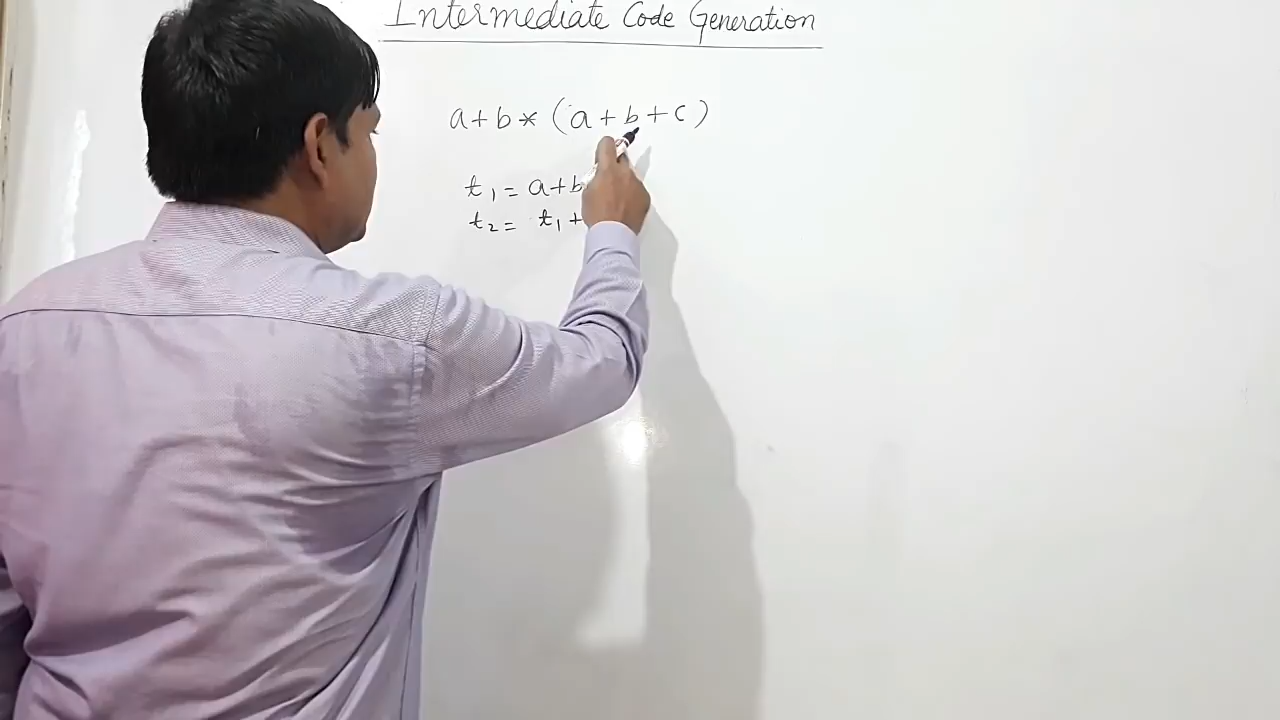 Intermediate Code Generation
a+b*(a+b+c)
t1= a+b
t2= t1+